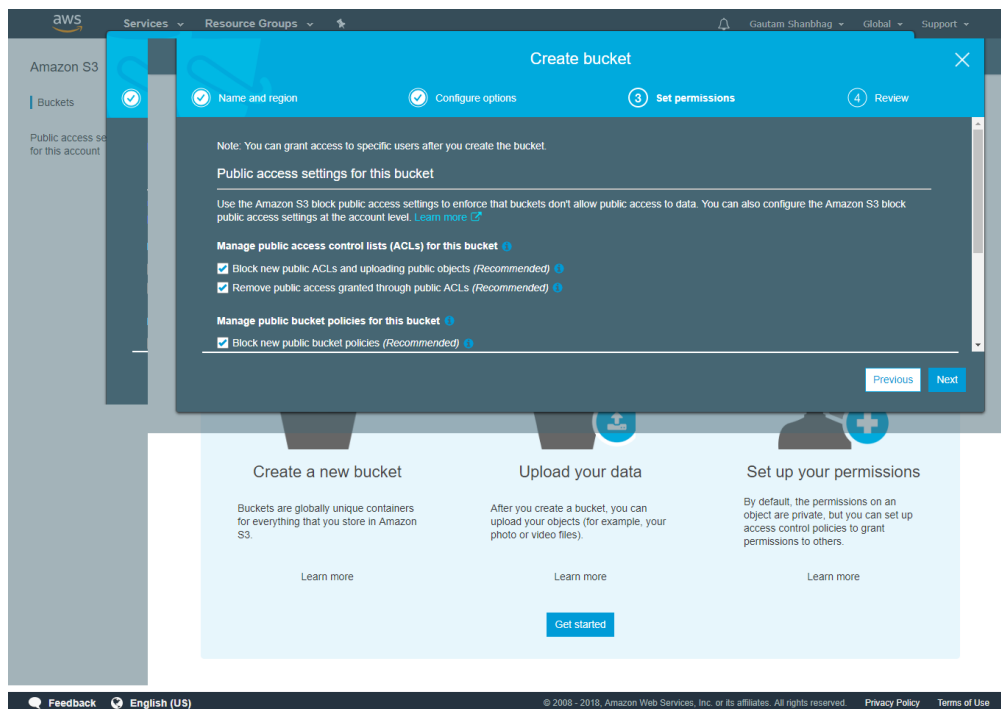 aws Services Resource Groups Gautam Shanbhag Global Support
Amazon S3
Buckets
Public access se
for this account
Create bucket
Name and region Configure options 3 Set permissions 4 Review
Note: You can grant access to specific users after you create the bucket.
Public access settings for this bucket
Use the Amazon S3 block public access settings to enforce that buckets don't allow public access to data. You can also configure the Amazon S3 block
public access settings at the account level. Learn more
Manage public access control lists (ACLs) for this bucket
Block new public ACLs and uploading public objects (Recommended)
Remove public access granted through public ACLs (Recommended)
Manage public bucket policies for this bucket
Block new public bucket policies (Recommended)
Previous Next
Create a new bucket
Buckets are globally unique containers
for everything that you store in Amazon
S3.
Learn more
Upload your data
After you create a bucket, you can
upload your objects (for example, your
photo or video files).
Learn more
Set up your permissions
By default, the permissions on an
object are private, but you can set up
access control policies to grant
permissions to others.
Learn more
Get started
Feedback English (US) © 2008 - 2018, Amazon Web Services, Inc. or its affiliates. All rights reserved. Privacy Policy Terms of Use